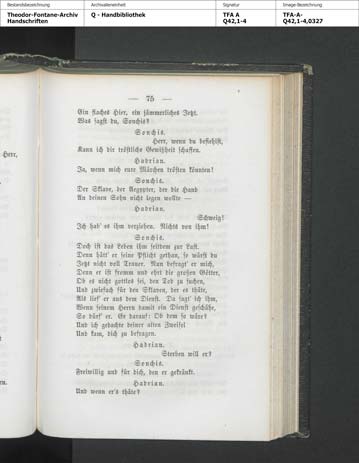 Bestandsbezeichnung
Archivalieneinheit
Signatur
Image-Bezeichnung
Theodor-Fontane-Archiv
Handschriften
Q - Handbibliothek
TFA A
Q42,1-4
TFA-A-
Q42,1-4,0327
— 75 —
Ein flaches Hier, ein jämmerliches Jetzt.
Was sagst du, Sonchis?
Sonchis.
Herr, wenn du befiehlst,
Kann ich die tröstliche Gewißheit schaffen.
Hadrian.
Ja, wenn mich eure Märchen trösten könnten!
Sonchis.
Der Sklave, der Aegypter, der die Hand
An deinen Sohn nicht legen wollte —
Hadrian.
Schweig!
Ich hab' es ihm verziehen. Nichts von ihm!
Sonchis.
Doch ist das Leben ihm seitdem zur Last.
Denn hätt' er seine Pflicht gethan, so würst du
Jetzt nicht voll Trauer. Nun befragt' er mich,
Denn er ist fromm und ehrt die großen Götter,
Ob es nicht gottlos sei, den Tod zu suchen,
Und zwiefach für den Sklaven, der es thäte,
Als lief' er aus dem Dienst. Da sagt' ich ihm,
Wenn seinem Herrn damit ein Dienst geschähe,
So dürf' er. Er darauf: Ob dem so wäre?
Und ich gedachte deiner alten Zweifel
Und kam, dich zu befragen.
Hadrian.
Sterben will er?
Sonchis.
Freiwillig und für dich, den er gekränkt.
Hadrian.
Und wenn er's thäte?
Herr,
en.